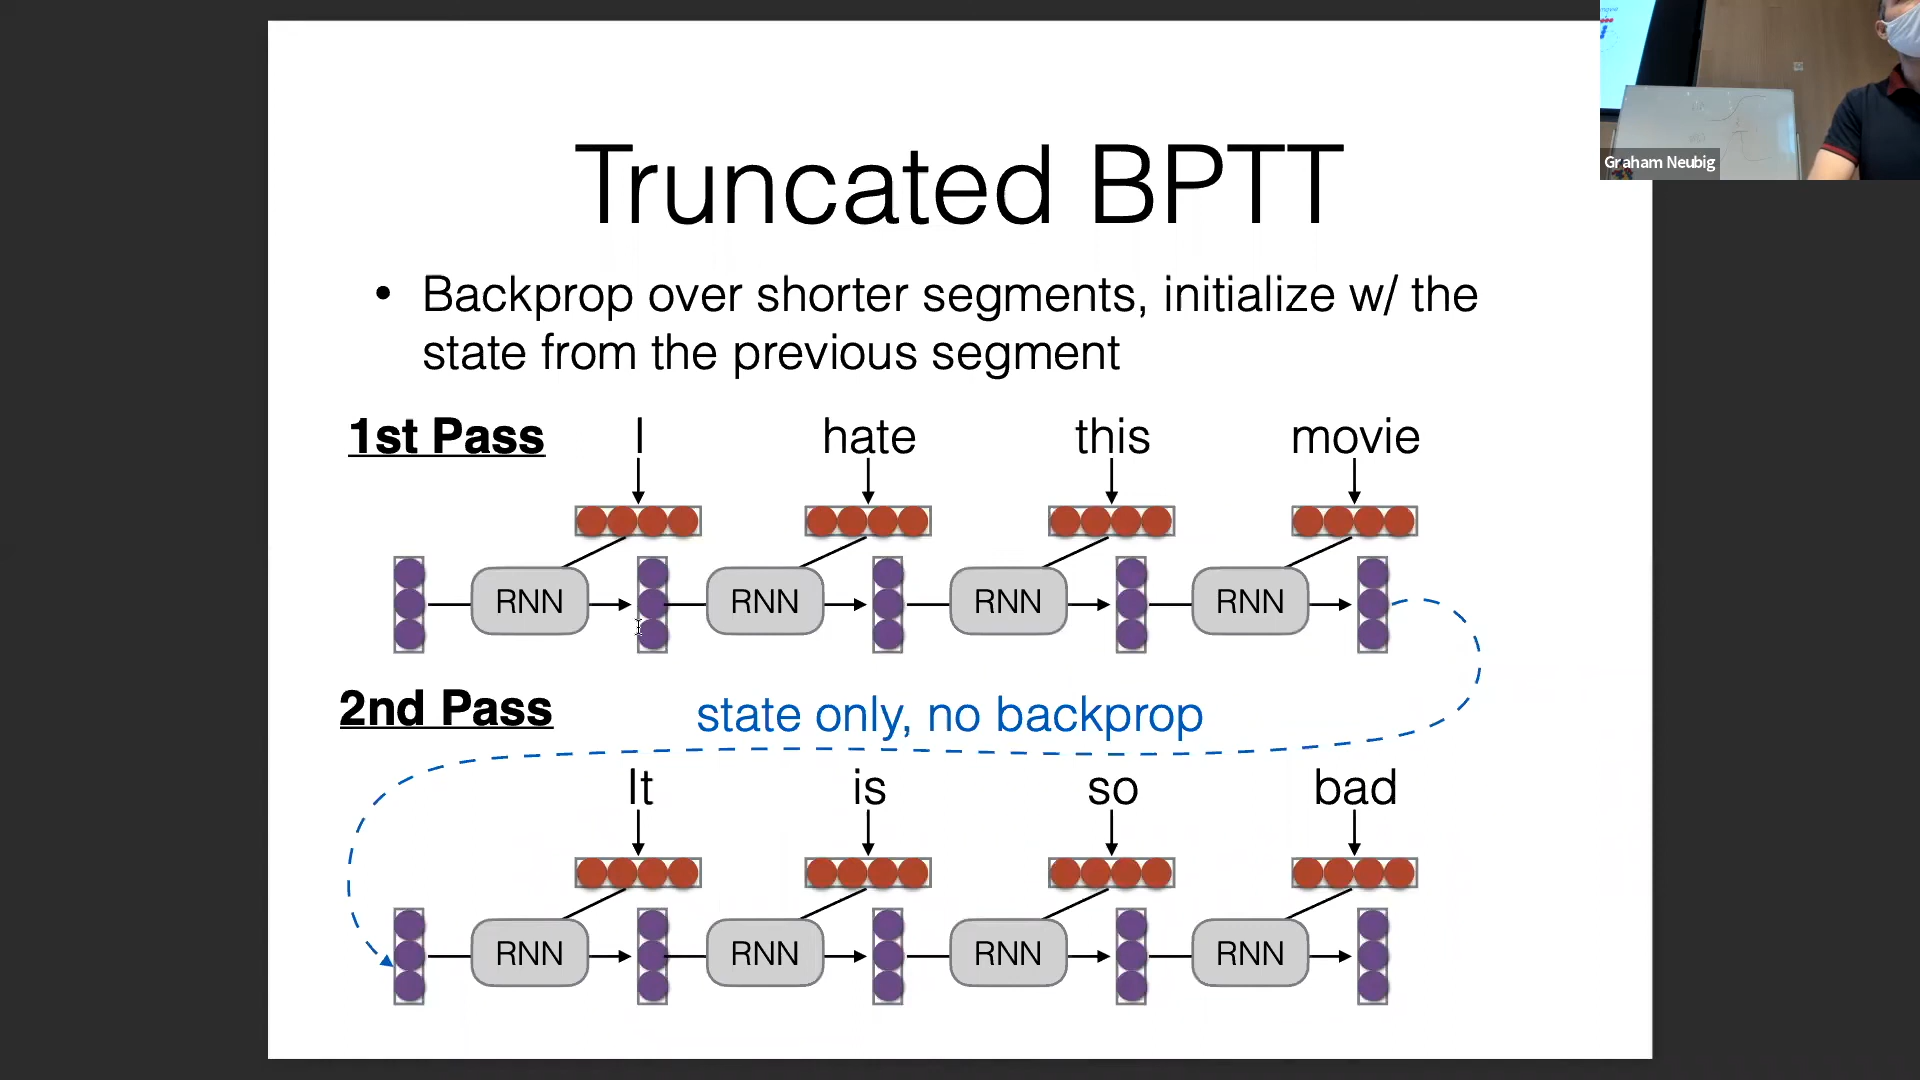 Truncated BPTT
• Backprop over shorter segments, initialize w/ the
state from the previous segment
1st Pass I hate this movie
RNN RNN RNN RNN
2nd Pass state only, no backprop
It is so bad
RNN RNN RNN RNN
Graham Neubig